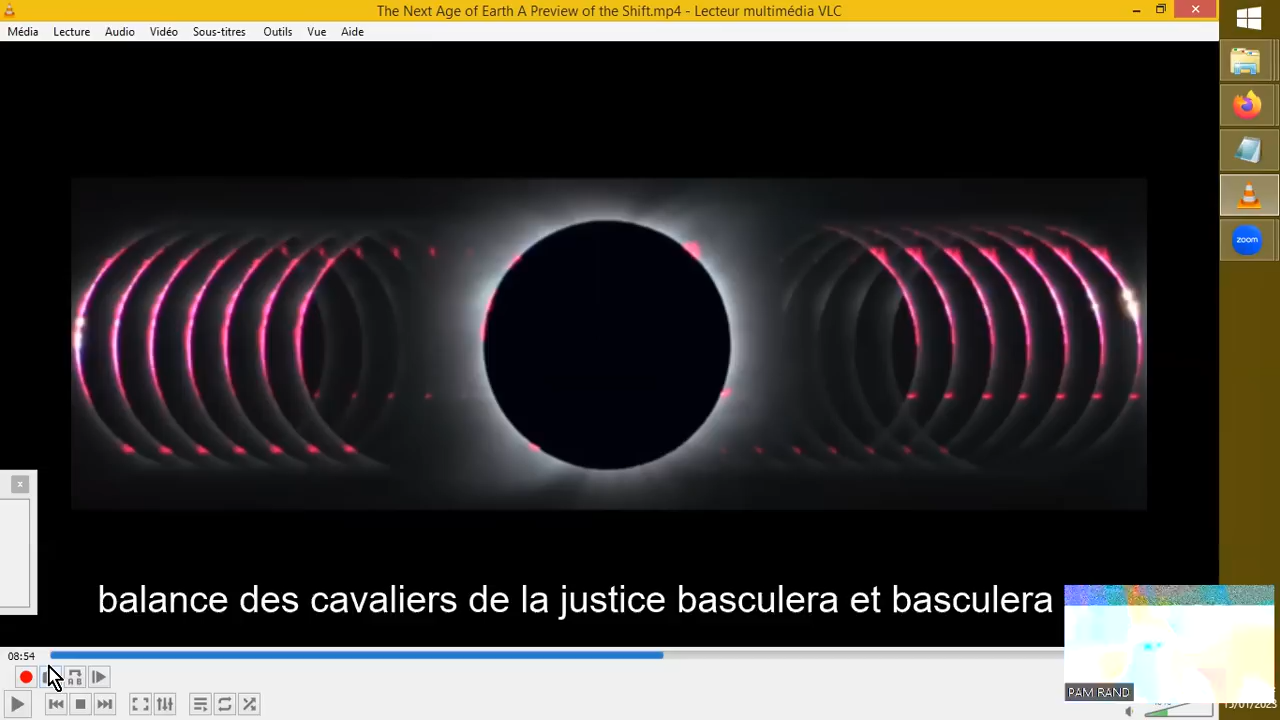 The Next Age of Earth A Preview of the Shift.mp4 - Lecteur multimédia VLC
Média Lecture Audio Vidéo Sous-titres Outils Vue Aide
zoom
balance des cavaliers de la justice basculera et basculera
08:54
PAM RAND